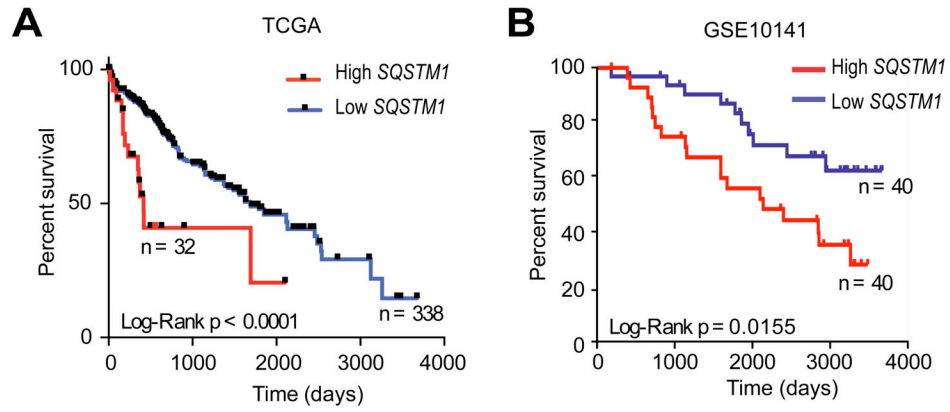 A
TCGA
Percent survival
100
50
0
High SQSTM1
Low SQSTM1
n = 32
n = 338
Log-Rank p < 0.0001
0 1000 2000 3000 4000
Time (days)
B
GSE10141
Percent survival
100
80
60
40
20
0
High SQSTM1
Low SQSTM1
n = 40
n = 40
Log-Rank p = 0.0155
0 1000 2000 3000 4000
Time (days)